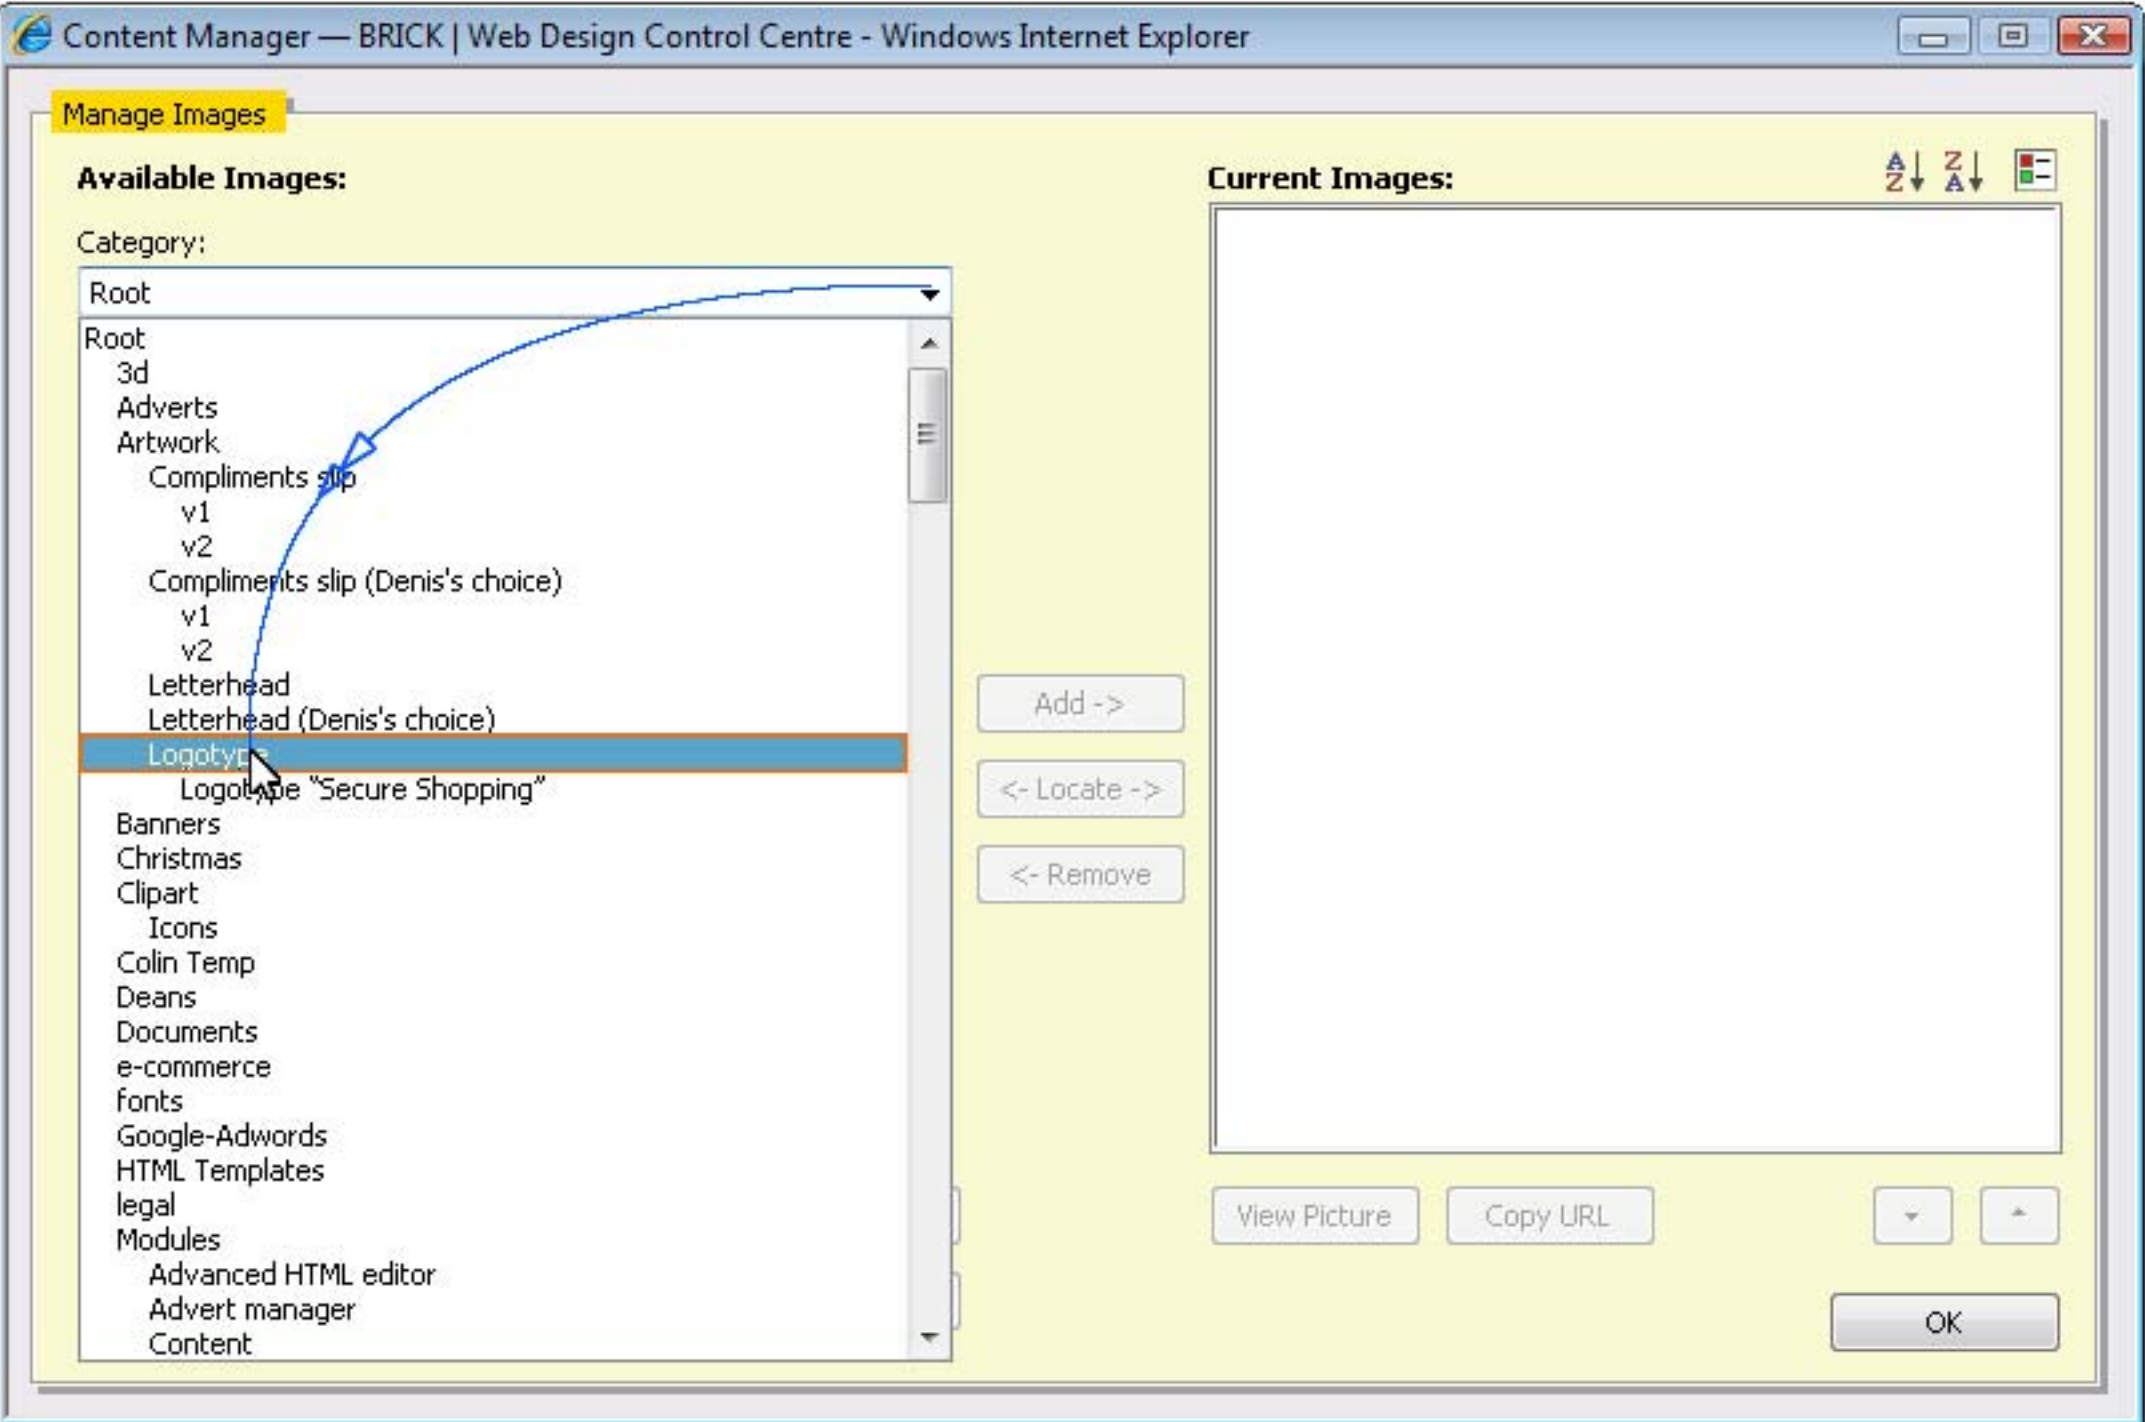 Content Manager — BRICK | Web Design Control Centre - Windows Internet Explorer
Manage Images
Available Images:
Category:
Root
Root
3d
Adverts
Artwork
Compliments slip
v1
v2
Compliments slip (Denis's choice)
v1
v2
Letterhead
Letterhead (Denis's choice)
Logotype
Logotype "Secure Shopping"
Banners
Christmas
Clipart
Icons
Colin Temp
Deans
Documents
e-commerce
fonts
Google-Adwords
HTML Templates
legal
Modules
Advanced HTML editor
Advert manager
Content
Add ->
<- Locate ->
<- Remove
Current Images:
A Z
Z A
View Picture
Copy URL
OK